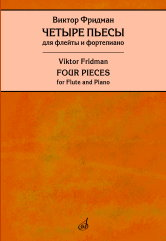 Виктор Фридман
ЧЕТЫРЕ ПЬЕСЫ
для флейты и фортепиано
Viktor Fridman
FOUR PIECES
for Flute and Piano